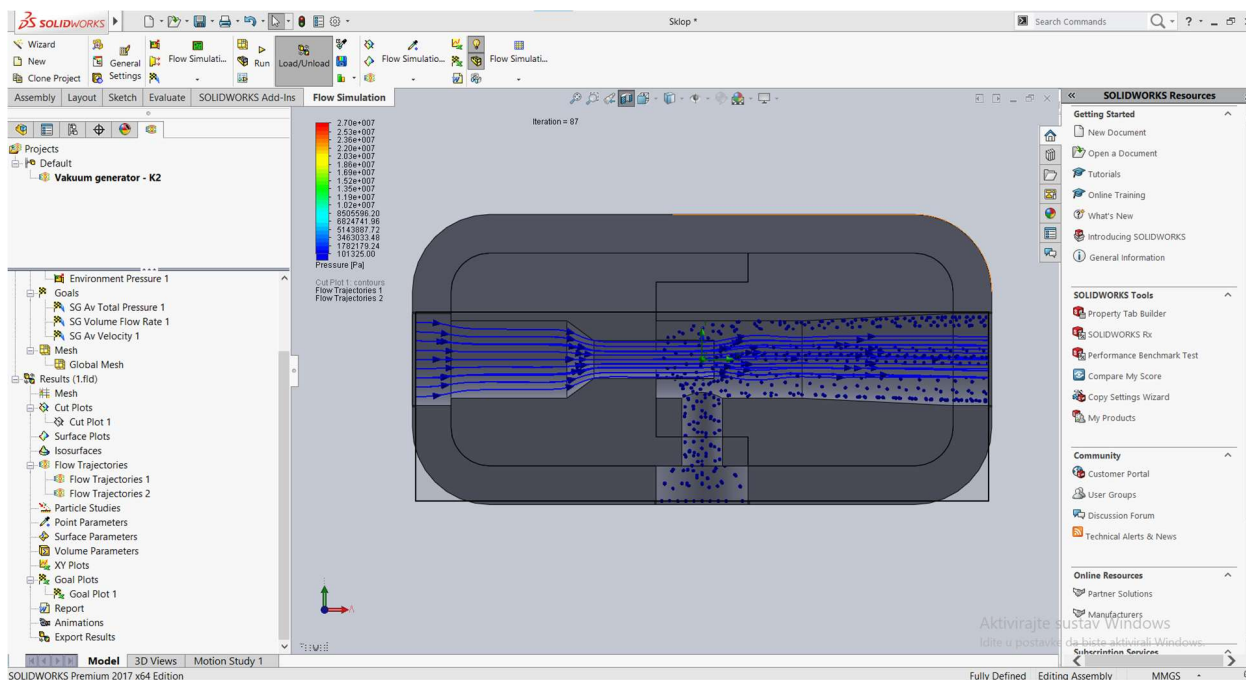 SOLIDWORKS
Sklop *
Search Commands
Wizard
New
Clone Project
General
Settings
Flow Simulati...
Run
Load/Unload
Flow Simulatio...
Flow Simulati...
Assembly
Layout
Sketch
Evaluate
SOLIDWORKS Add-Ins
Flow Simulation
Projects
Default
Vakuum generator - K2
Environment Pressure 1
Goals
SG Av Total Pressure 1
SG Volume Flow Rate 1
SG Av Velocity 1
Mesh
Global Mesh
Results (1.fld)
Mesh
Cut Plots
Cut Plot 1
Surface Plots
Isosurfaces
Flow Trajectories
Flow Trajectories 1
Flow Trajectories 2
Particle Studies
Point Parameters
Surface Parameters
Volume Parameters
XY Plots
Goal Plots
Goal Plot 1
Report
Animations
Export Results
2.70e+007
2.53e+007
2.36e+007
2.20e+007
2.03e+007
1.86e+007
1.69e+007
1.52e+007
1.35e+007
1.19e+007
1.02e+007
8505596.20
6824741.96
5143887.72
3463033.48
1782179.24
101325.00
Pressure [Pa]
Cut Plot 1: contours
Flow Trajectories 1
Flow Trajectories 2
Iteration = 87
SOLIDWORKS Resources
Getting Started
New Document
Open a Document
Tutorials
Online Training
What's New
Introducing SOLIDWORKS
General Information
SOLIDWORKS Tools
Property Tab Builder
SOLIDWORKS Rx
Performance Benchmark Test
Compare My Score
Copy Settings Wizard
My Products
Community
Customer Portal
User Groups
Discussion Forum
Technical Alerts & News
Online Resources
Partner Solutions
Manufacturers
Subscription Services
Aktivirajte sustav Windows
Idite u postavke da biste aktivirali Windows.
Model
3D Views
Motion Study 1
SOLIDWORKS Premium 2017 x64 Edition
Fully Defined
Editing Assembly
MMGS